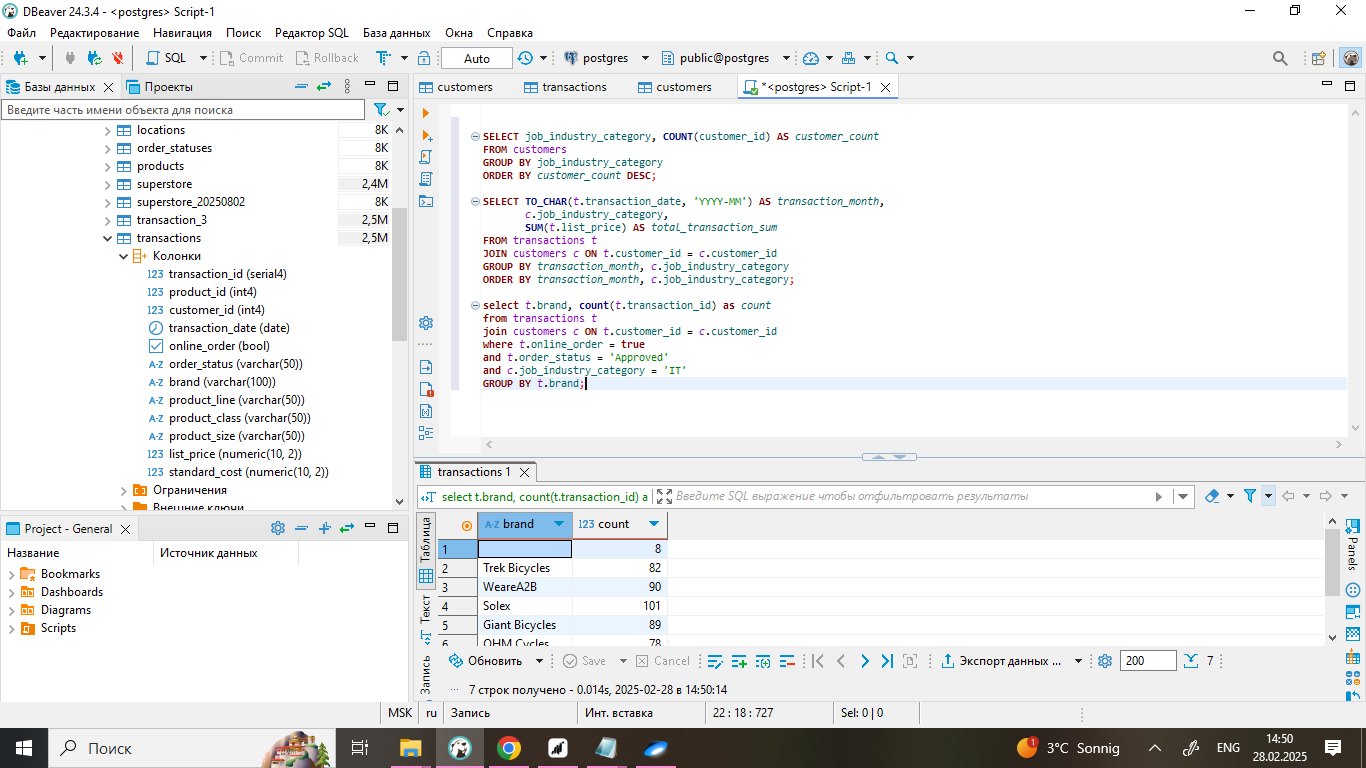 DBeaver 24.3.4 - <postgres> Script-1
Файл Редактирование Навигация Поиск Редактор SQL База данных Окна Справка
SQL Commit Rollback Auto postgres public@postgres
Базы данных Проекты
customers transactions customers *<postgres> Script-1
Введите часть имени объекта для поиска
locations 8K
order_statuses 8K
products 8K
superstore 2,4M
superstore_20250802 8K
transaction_3 2,5M
transactions 2,5M
Колонки
123 transaction_id (serial4)
123 product_id (int4)
123 customer_id (int4)
transaction_date (date)
online_order (bool)
A-Z order_status (varchar(50))
A-Z brand (varchar(100))
A-Z product_line (varchar(50))
A-Z product_class (varchar(50))
A-Z product_size (varchar(50))
123 list_price (numeric(10, 2))
123 standard_cost (numeric(10, 2))
Ограничения
Внешние ключи
SELECT job_industry_category, COUNT(customer_id) AS customer_count
FROM customers
GROUP BY job_industry_category
ORDER BY customer_count DESC;
SELECT TO_CHAR(t.transaction_date, 'YYYY-MM') AS transaction_month,
c.job_industry_category,
SUM(t.list_price) AS total_transaction_sum
FROM transactions t
JOIN customers c ON t.customer_id = c.customer_id
GROUP BY transaction_month, c.job_industry_category
ORDER BY transaction_month, c.job_industry_category;
select t.brand, count(t.transaction_id) as count
from transactions t
join customers c ON t.customer_id = c.customer_id
where t.online_order = true
and t.order_status = 'Approved'
and c.job_industry_category = 'IT'
GROUP BY t.brand;
Project - General
Название Источник данных
Bookmarks
Dashboards
Diagrams
Scripts
transactions 1
select t.brand, count(t.transaction_id) a Введите SQL выражение чтобы отфильтровать результаты
Таблица
Текст
Запись
A-Z brand 123 count
1 8
2 Trek Bicycles 82
3 WeareA2B 90
4 Solex 101
5 Giant Bicycles 89
6 OHM Cycles 78
Panels
Обновить Save Cancel Экспорт данных ... 200 7
7 строк получено - 0.014s, 2025-02-28 в 14:50:14
MSK ru Запись Инт. вставка 22 : 18 : 727 Sel: 0 | 0
Поиск 1 3°C Sonnig ENG 14:50
28.02.2025